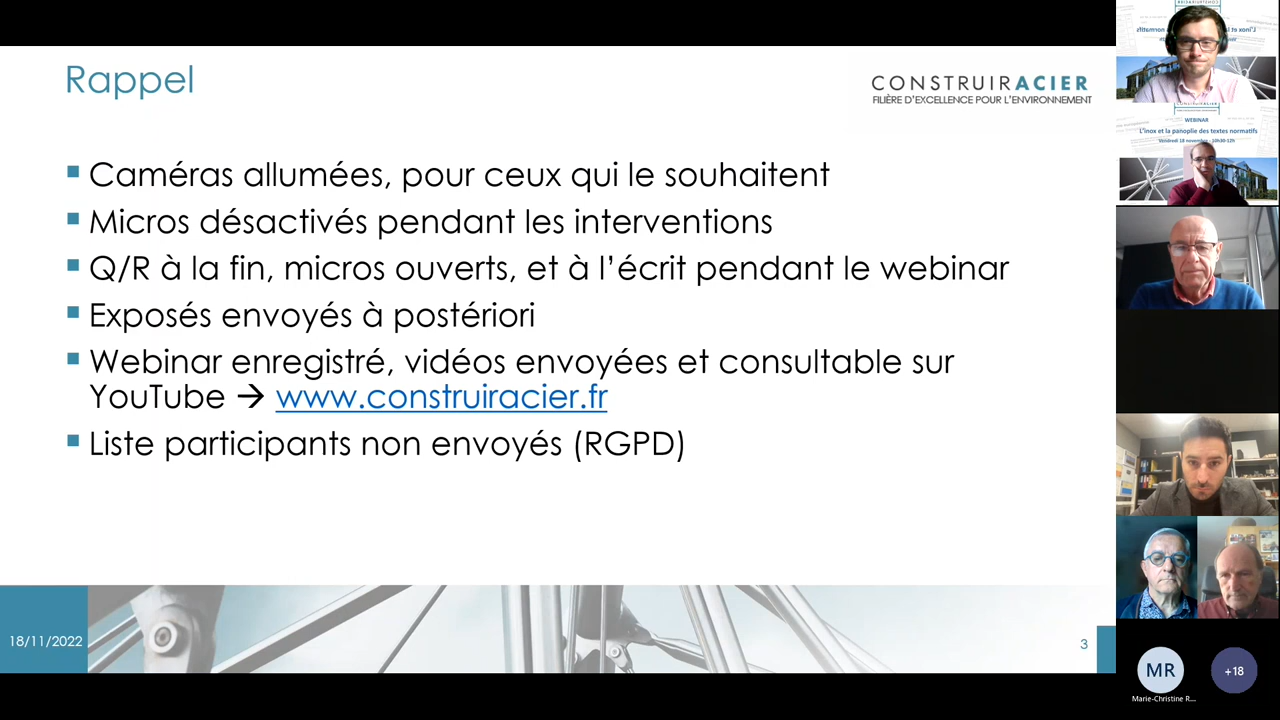 Rappel
CONSTRUIRACIER
FILIÈRE D'EXCELLENCE POUR L'ENVIRONNEMENT
Caméras allumées, pour ceux qui le souhaitent
Micros désactivés pendant les interventions
Q/R à la fin, micros ouverts, et à l’écrit pendant le webinar
Exposés envoyés à postériori
Webinar enregistré, vidéos envoyées et consultable sur
YouTube → www.construiracier.fr
Liste participants non envoyés (RGPD)
18/11/2022
3
WEBINAR
L'inox et la panoplie des textes normatifs
Vendredi 18 novembre - 10h30-12h
MR
+18
Marie-Christine R...